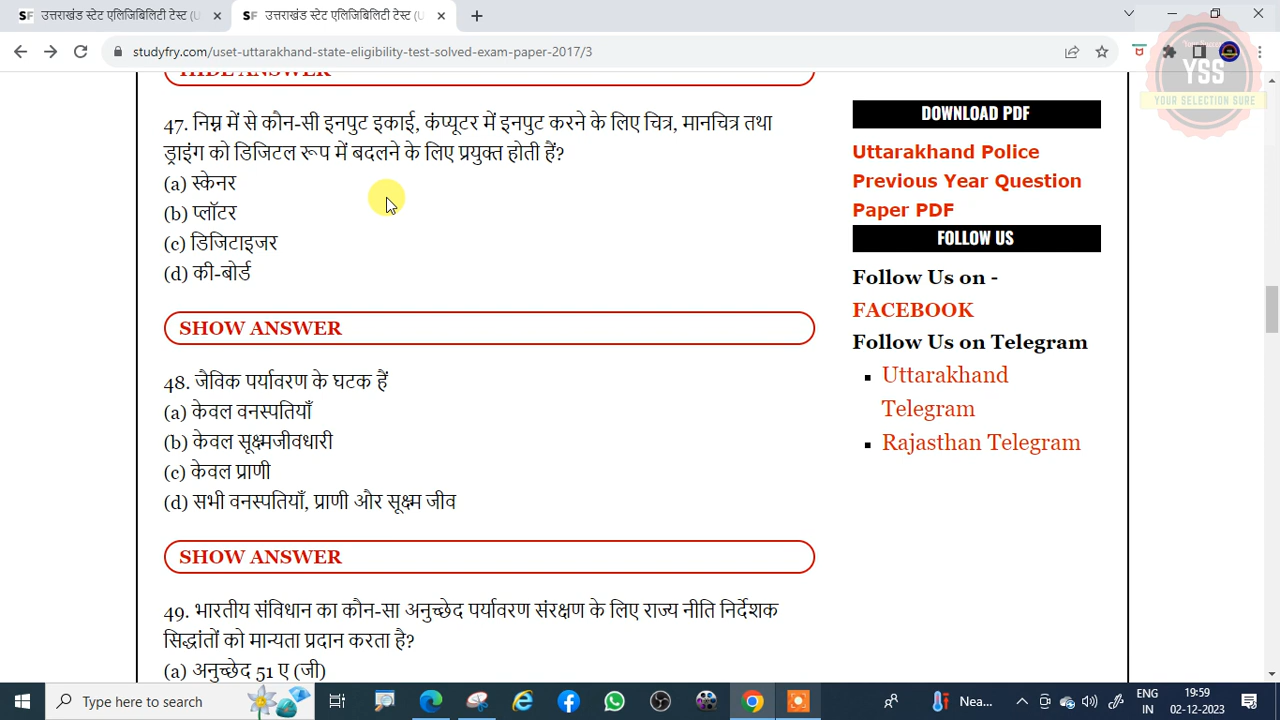 SF उत्तराखंड स्टेट एलिजिबिलिटी टेस्ट (U
SF उत्तराखंड स्टेट एलिजिबिलिटी टेस्ट (U
studyfry.com/uset-uttarakhand-state-eligibility-test-solved-exam-paper-2017/3
YSS
YOUR SELECTION SURE
HIDE ANSWER
47. निम्न में से कौन-सी इनपुट इकाई, कंप्यूटर में इनपुट करने के लिए चित्र, मानचित्र तथा
ड्राइंग को डिजिटल रूप में बदलने के लिए प्रयुक्त होती हैं?
(a) स्केनर
(b) प्लॉटर
(c) डिजिटाइजर
(d) की-बोर्ड
SHOW ANSWER
48. जैविक पर्यावरण के घटक हैं
(a) केवल वनस्पतियाँ
(b) केवल सूक्ष्मजीवधारी
(c) केवल प्राणी
(d) सभी वनस्पतियाँ, प्राणी और सूक्ष्म जीव
SHOW ANSWER
49. भारतीय संविधान का कौन-सा अनुच्छेद पर्यावरण संरक्षण के लिए राज्य नीति निर्देशक
सिद्धांतों को मान्यता प्रदान करता है?
(a) अनुच्छेद 51 ए (जी)
DOWNLOAD PDF
Uttarakhand Police
Previous Year Question
Paper PDF
FOLLOW US
Follow Us on -
FACEBOOK
Follow Us on Telegram
Uttarakhand
Telegram
Rajasthan Telegram
Type here to search
Nea...
ENG
IN
19:59
02-12-2023